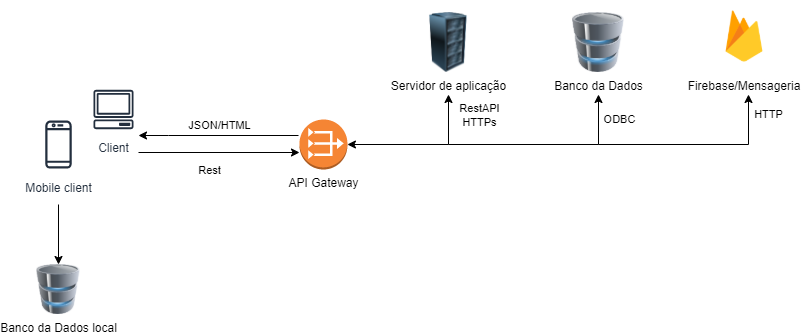 Servidor de aplicação
Banco da Dados
Firebase/Mensageria
RestAPI
HTTPs
ODBC
HTTP
JSON/HTML
Client
Rest
API Gateway
Mobile client
Banco da Dados local